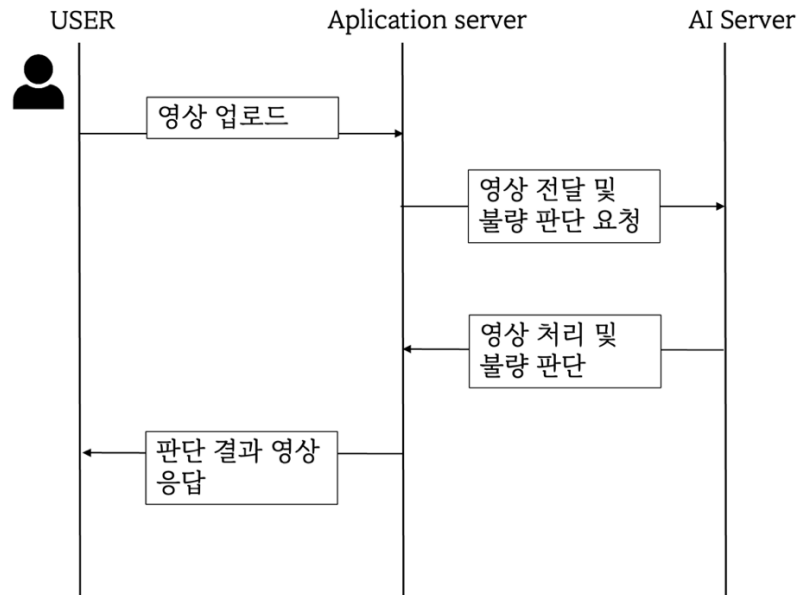 USER
Aplication server
AI Server
영상 업로드
영상 전달 및
불량 판단 요청
영상 처리 및
불량 판단
판단 결과 영상
응답